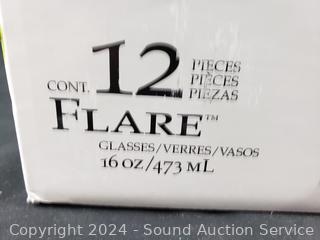 CONT. 12 PIECES
PIÈCES
PIEZAS
FLARE™
GLASSES/VERRES/VASOS
16 OZ/473 ML
Copyright © 2024 - Sound Auction Service